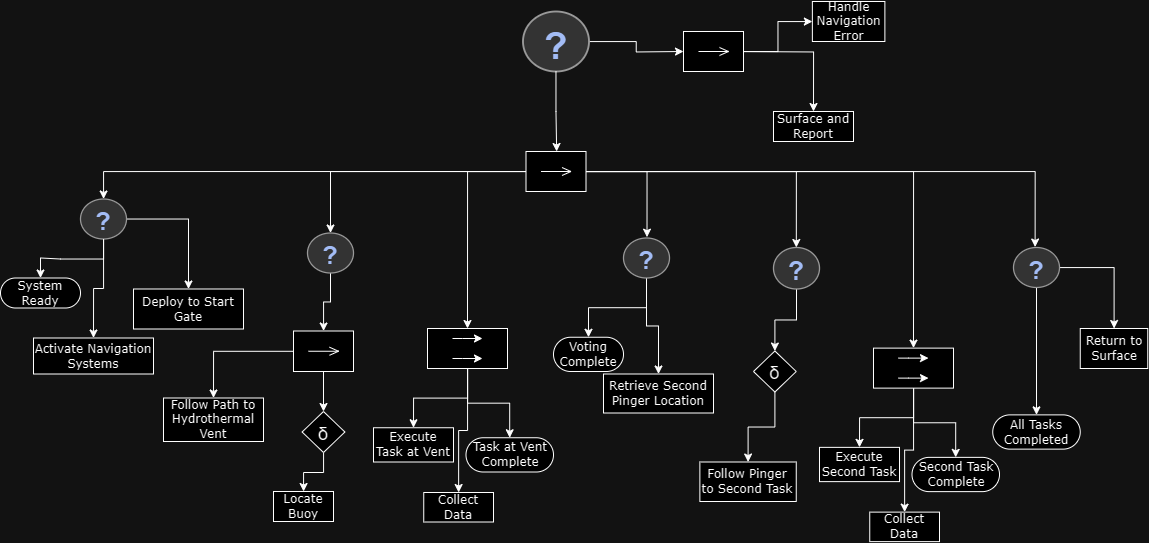 ?
Handle
Navigation
Error
Surface and
Report
?
System
Ready
Activate Navigation
Systems
Deploy to Start
Gate
?
Follow Path to
Hydrothermal
Vent
δ
Locate
Buoy
Execute
Task at Vent
Task at Vent
Complete
Collect
Data
?
Voting
Complete
Retrieve Second
Pinger Location
?
δ
Follow Pinger
to Second Task
Execute
Second Task
Second Task
Complete
Collect
Data
?
All Tasks
Completed
Return to
Surface